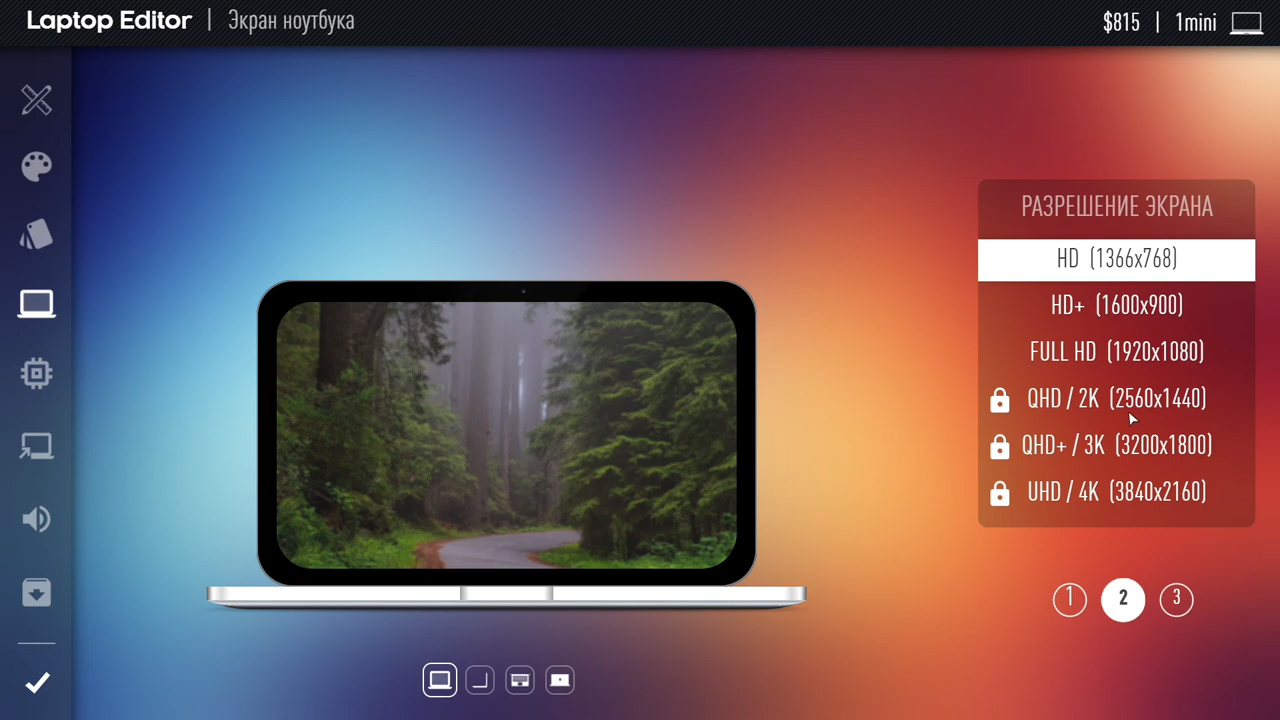 Laptop Editor | Экран ноутбука
$815 | 1mini
РАЗРЕШЕНИЕ ЭКРАНА
HD (1366x768)
HD+ (1600x900)
FULL HD (1920x1080)
QHD / 2K (2560x1440)
QHD+ / 3K (3200x1800)
UHD / 4K (3840x2160)
1 2 3